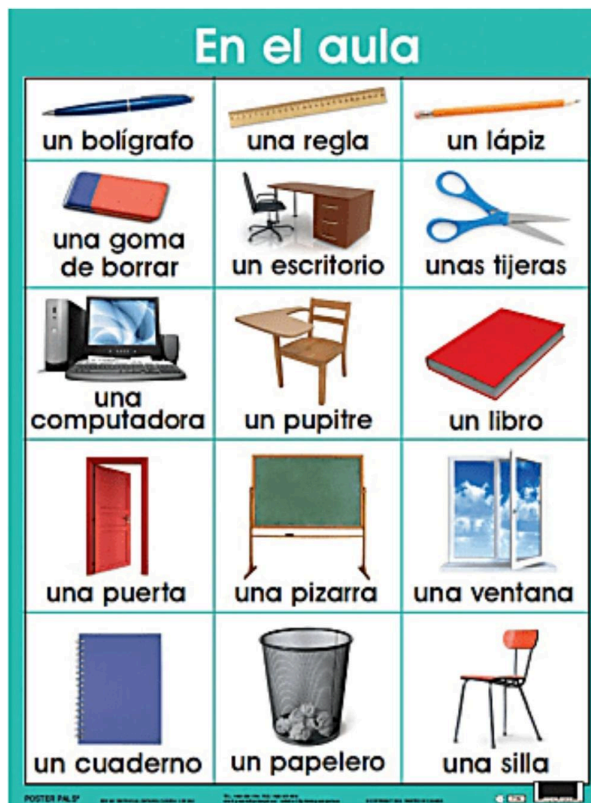 En el aula
un bolígrafo
una regla
un lápiz
una goma
de borrar
un escritorio
unas tijeras
una
computadora
un pupitre
un libro
una puerta
una pizarra
una ventana
un cuaderno
un papelero
una silla
POSTER PALS